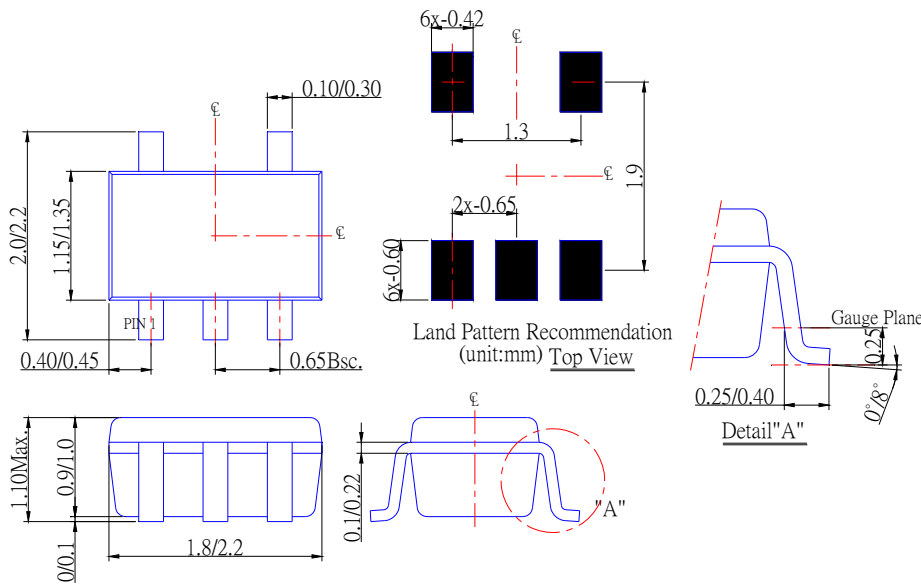 6x-0.42
℄
0.10/0.30
℄
1.3
℄
1.9
2.0/2.2
1.15/1.35
℄
2x-0.65
6x-0.60
PIN 1
Land Pattern Recommendation
(unit:mm) Top View
Gauge Plane
0.25
0.40/0.45
0.65Bsc.
0.25/0.40
0°/8°
Detail"A"
℄
1.10Max.
0.9/1.0
0.1/0.22
"A"
1.8/2.2
0/0.1